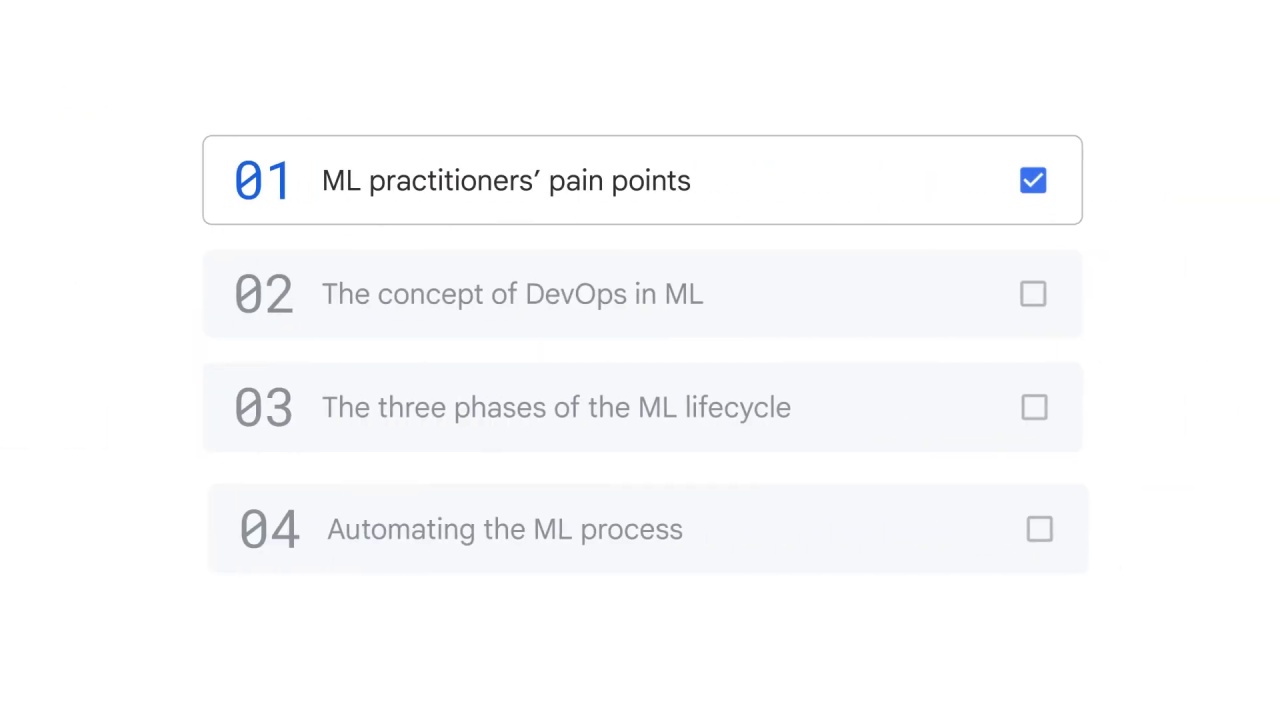 01 ML practitioners’ pain points
02 The concept of DevOps in ML
03 The three phases of the ML lifecycle
04 Automating the ML process